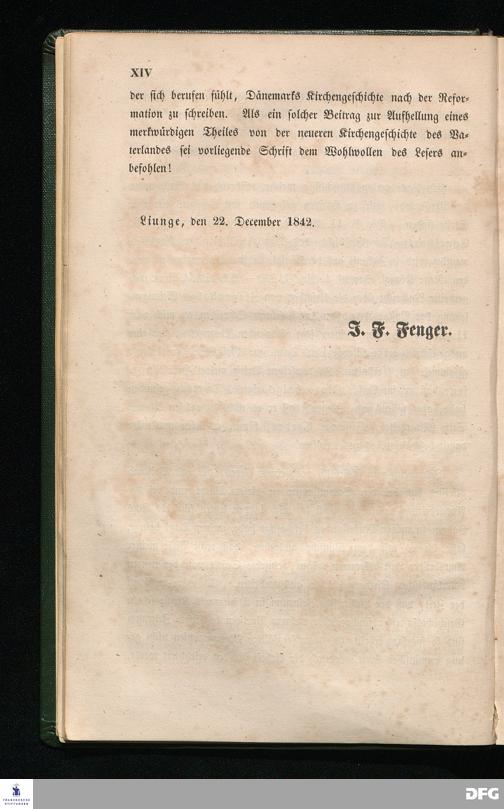 XIV
der sich berufen fühlt, Dänemarks Kirchengeschichte nach der Refor-
mation zu schreiben. Als ein solcher Beitrag zur Aufhellung eines
merkwürdigen Theiles von der neueren Kirchengeschichte des Va-
terlandes sei vorliegende Schrift dem Wohlwollen des Lesers an-
befohlen!
Liunge, den 22. December 1842.
J. F. Fenger.
FRANCKESCHE
STIFTUNGEN
DFG